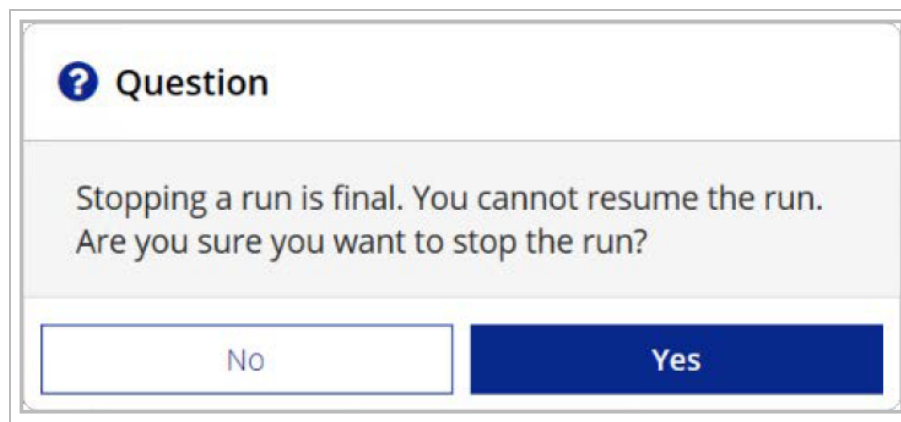 Question
Stopping a run is final. You cannot resume the run.
Are you sure you want to stop the run?
No
Yes